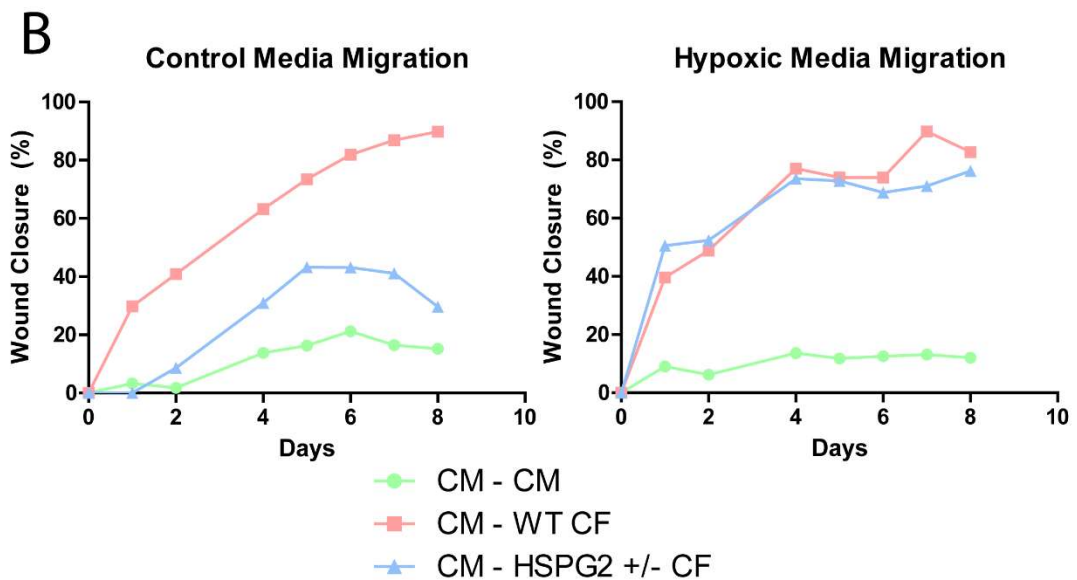 B
Control Media Migration
Wound Closure (%)
100
80
60
40
20
0
0 2 4 6 8 10
Days
Hypoxic Media Migration
Wound Closure (%)
100
80
60
40
20
0
0 2 4 6 8 10
Days
CM - CM
CM - WT CF
CM - HSPG2 +/- CF